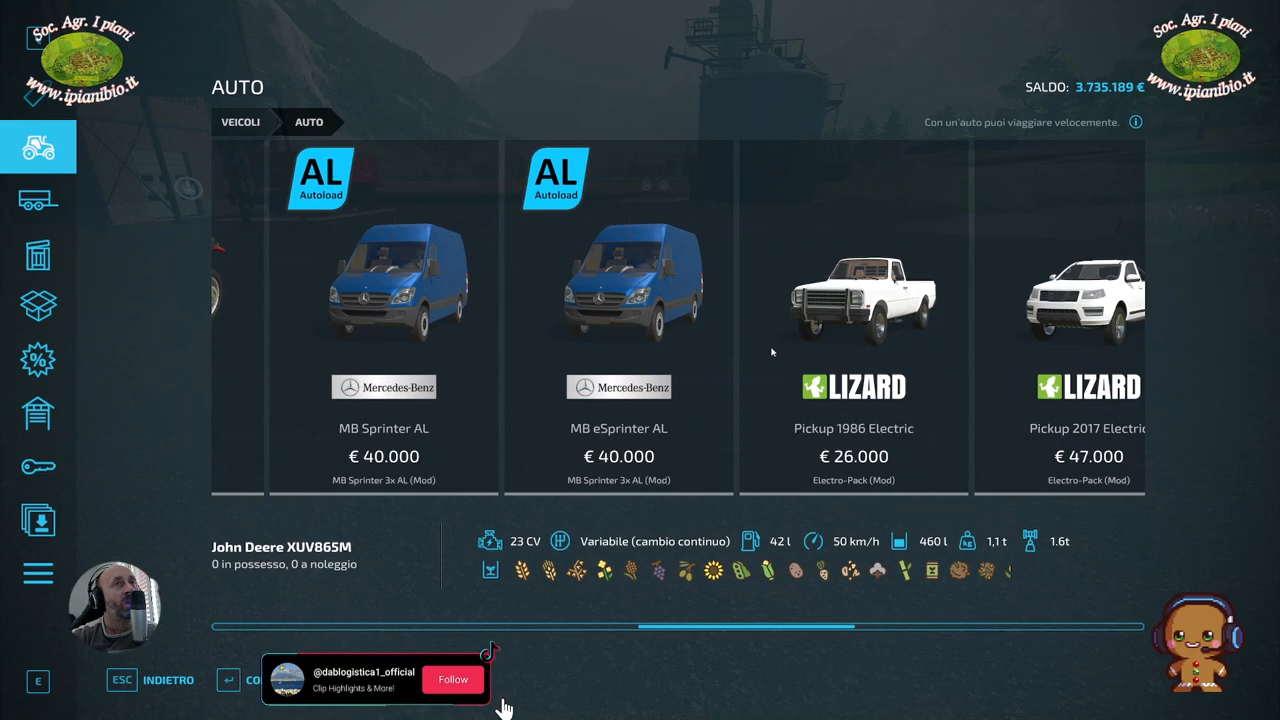 Soc. Agr. I piani
www.ipianibio.it
Soc. Agr. I piani
www.ipianibio.it
AUTO
SALDO: 3.735.189 €
VEICOLI
AUTO
Con un'auto puoi viaggiare velocemente.
AL
Autoload
AL
Autoload
Mercedes-Benz
Mercedes-Benz
LIZARD
LIZARD
MB Sprinter AL
MB eSprinter AL
Pickup 1986 Electric
Pickup 2017 Electric
€ 40.000
€ 40.000
€ 26.000
€ 47.000
MB Sprinter 3x AL (Mod)
MB Sprinter 3x AL (Mod)
Electro-Pack (Mod)
Electro-Pack (Mod)
John Deere XUV865M
0 in possesso, 0 a noleggio
23 CV
Variabile (cambio continuo)
42 l
50 km/h
460 l
1,1 t
1.6t
E
ESC INDIETRO
@dablogistica1_official
Clip Highlights & More!
Follow